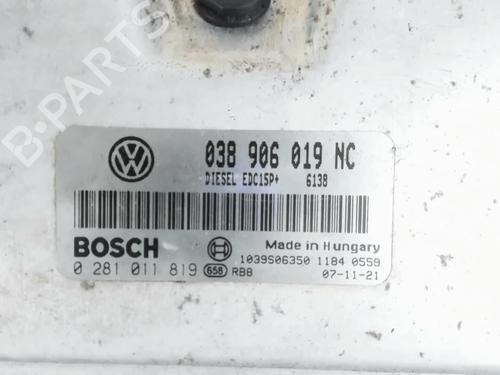 B-PARTS
038 906 019 NC
DIESEL EDC15P+ 6138
BOSCH
Made in Hungary
1039S06350 1184 0559
0 281 011 819 658 RBB 07-11-21